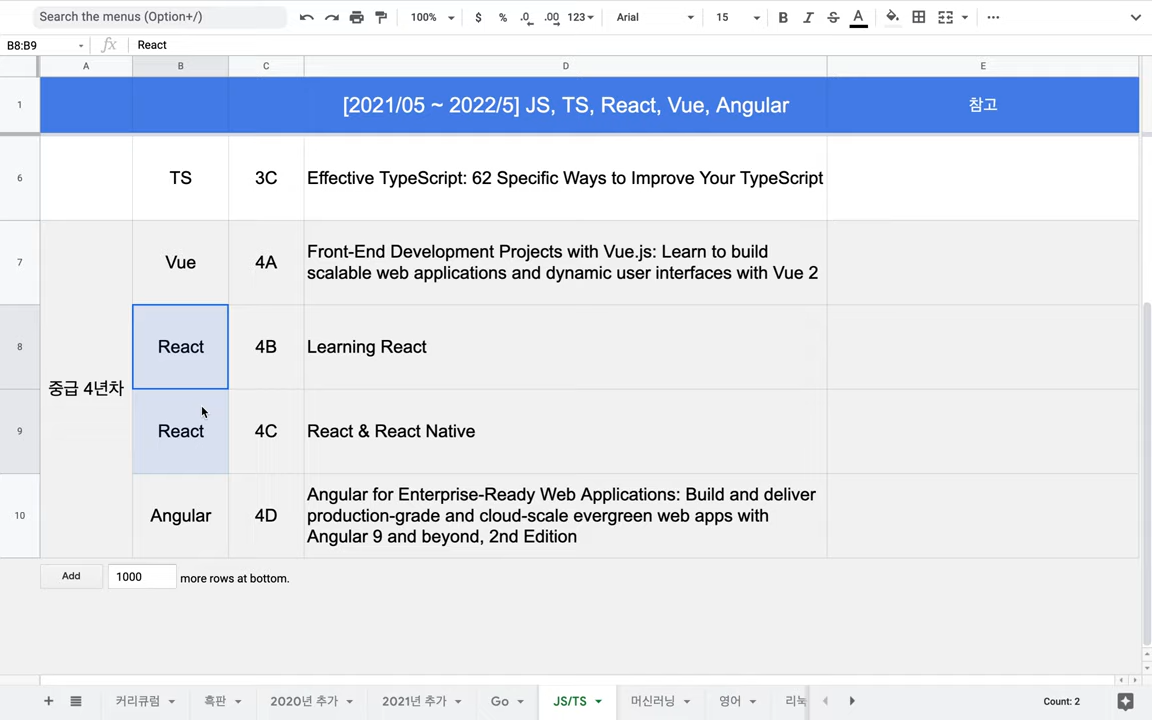 Search the menus (Option+/)
100%
$
%
.0
.00
123
Arial
15
B
I
S
A
B8:B9
fx
React
A
B
C
D
E
1
[2021/05 ~ 2022/5] JS, TS, React, Vue, Angular
참고
6
TS
3C
Effective TypeScript: 62 Specific Ways to Improve Your TypeScript
7
Vue
4A
Front-End Development Projects with Vue.js: Learn to build
scalable web applications and dynamic user interfaces with Vue 2
8
React
4B
Learning React
중급 4년차
9
React
4C
React & React Native
10
Angular
4D
Angular for Enterprise-Ready Web Applications: Build and deliver
production-grade and cloud-scale evergreen web apps with
Angular 9 and beyond, 2nd Edition
Add
1000
more rows at bottom.
커리큘럼
흑판
2020년 추가
2021년 추가
Go
JS/TS
머신러닝
영어
리눅
Count: 2